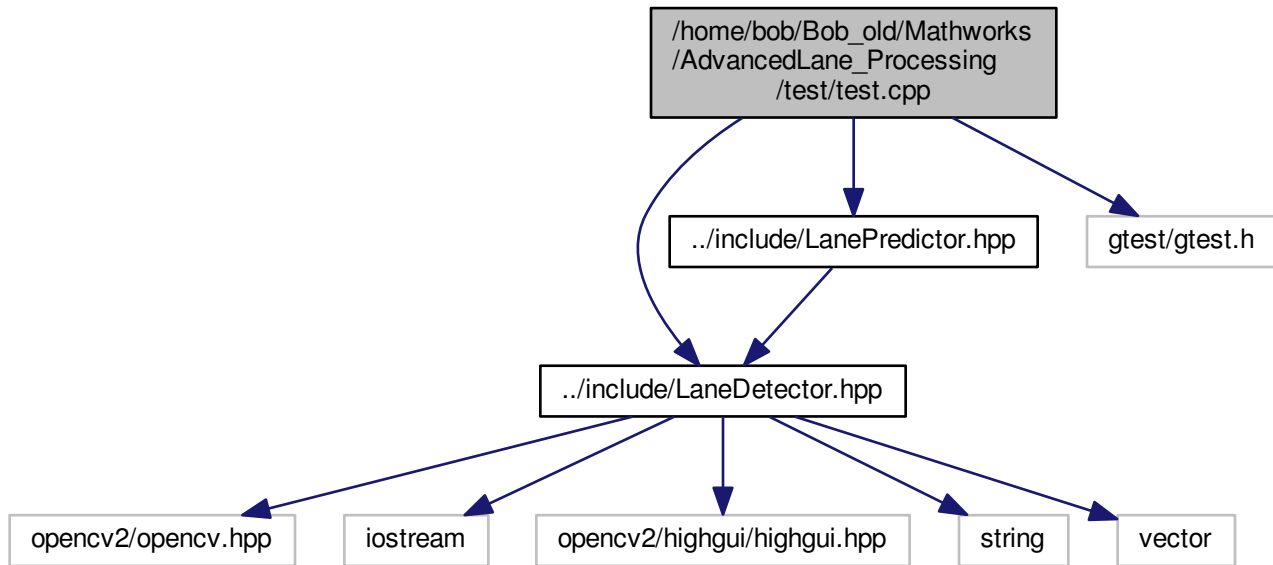 /home/bob/Bob_old/Mathworks
/AdvancedLane_Processing
/test/test.cpp
../include/LanePredictor.hpp
gtest/gtest.h
../include/LaneDetector.hpp
opencv2/opencv.hpp
iostream
opencv2/highgui/highgui.hpp
string
vector